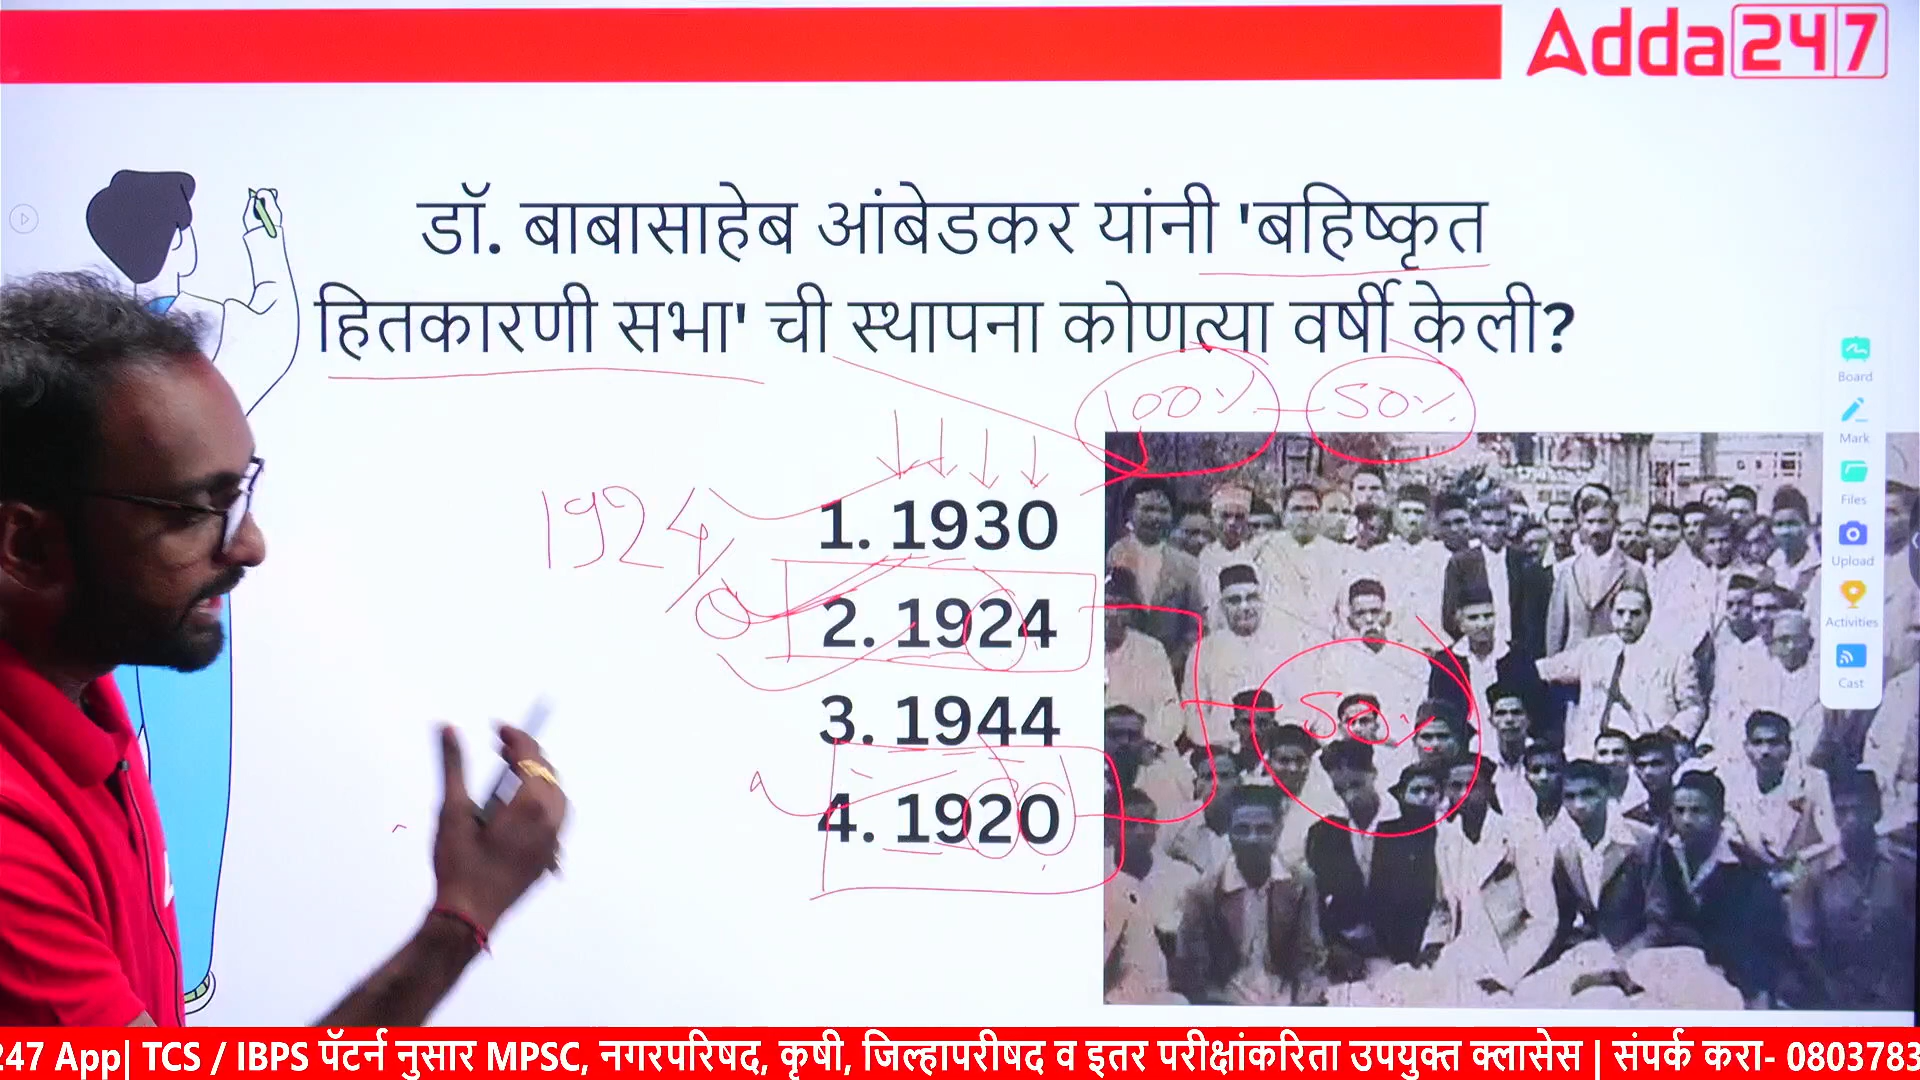 Adda247
डॉ. बाबासाहेब आंबेडकर यांनी 'बहिष्कृत
हितकारणी सभा' ची स्थापना कोणत्या वर्षी केली?
100% 50%
1924
1. 1930
2. 1924
3. 1944
4. 1920
50%
Board
Mark
Files
Upload
Activities
Cast
247 App| TCS / IBPS पॅटर्न नुसार MPSC, नगरपरिषद, कृषी, जिल्हापरीषद व इतर परीक्षांकरिता उपयुक्त क्लासेस | संपर्क करा- 0803783